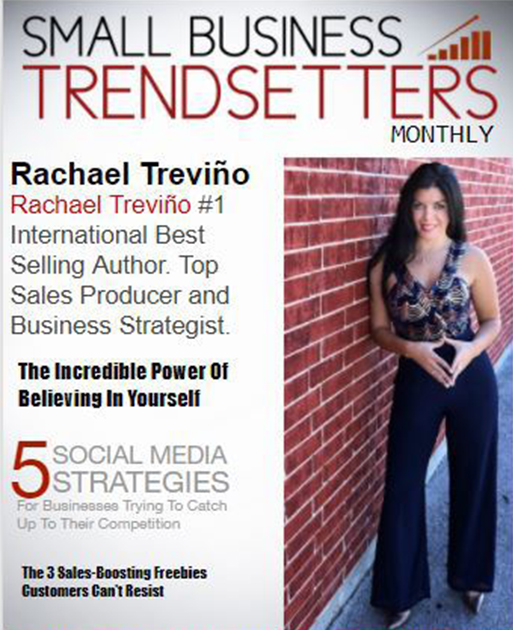 SMALL BUSINESS
TRENDSETTERS
MONTHLY
Rachael Treviño
Rachael Treviño #1
International Best
Selling Author. Top
Sales Producer and
Business Strategist.
The Incredible Power Of
Believing In Yourself
5 SOCIAL MEDIA
STRATEGIES
For Businesses Trying To Catch
Up To Their Competition
The 3 Sales-Boosting Freebies
Customers Can't Resist